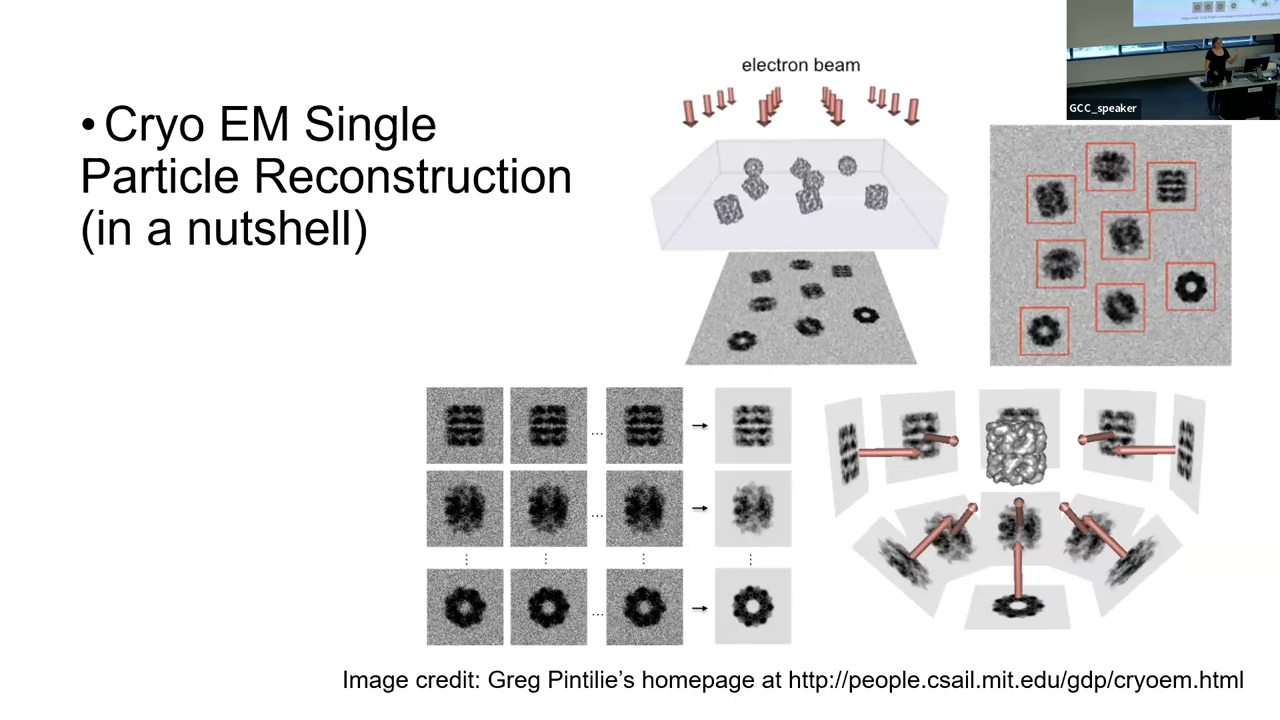 electron beam
GCC_speaker
• Cryo EM Single
Particle Reconstruction
(in a nutshell)
Image credit: Greg Pintilie's homepage at http://people.csail.mit.edu/gdp/cryoem.html